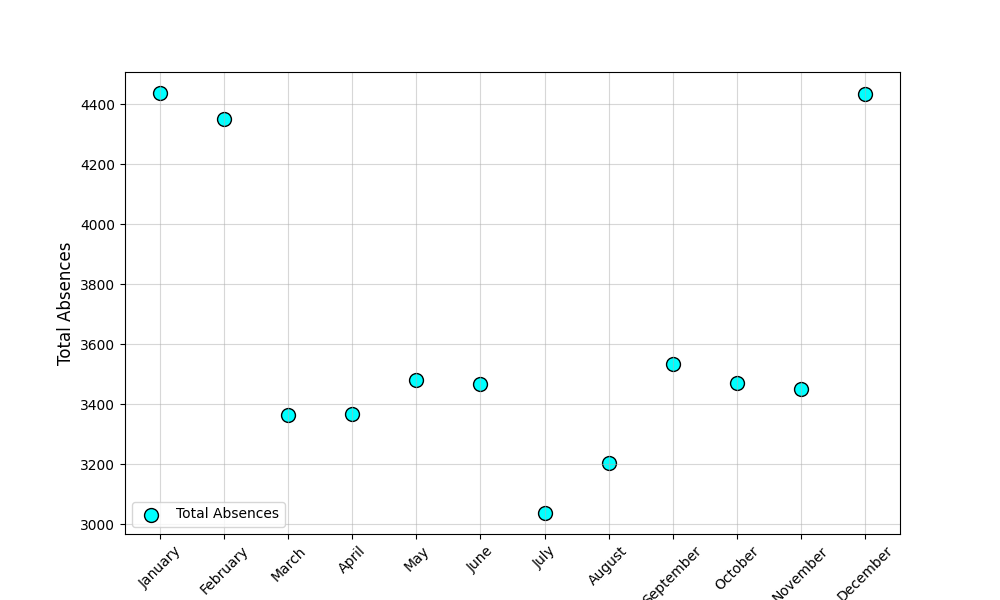 4400
4200
4000
3800
3600
3400
3200
3000
Total Absences
Total Absences
January
February
March
April
May
June
July
August
September
October
November
December